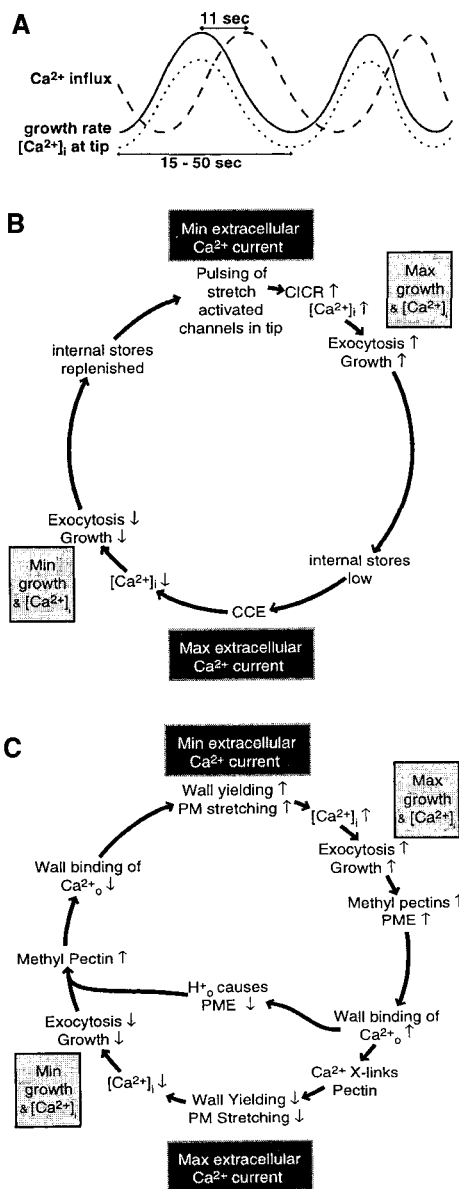 A
11 sec
Ca²⁺ influx
growth rate
[Ca²⁺]ᵢ at tip
15 - 50 sec
B
Min extracellular
Ca²⁺ current
Pulsing of
stretch
activated
channels in tip
CICR ↑
[Ca²⁺]ᵢ ↑
Max
growth
& [Ca²⁺]ᵢ
Exocytosis ↑
Growth ↑
internal stores
low
CCE
Max extracellular
Ca²⁺ current
[Ca²⁺]ᵢ ↓
Min
growth
& [Ca²⁺]ᵢ
Exocytosis ↓
Growth ↓
internal stores
replenished
C
Min extracellular
Ca²⁺ current
Wall yielding ↑
PM stretching ↑
[Ca²⁺]ᵢ ↑
Max
growth
& [Ca²⁺]ᵢ
Exocytosis ↑
Growth ↑
Methyl pectins ↑
PME ↑
Wall binding of
Ca²⁺ₒ ↑
H⁺ₒ causes
PME ↓
Ca²⁺ X-links
Pectin
Wall Yielding ↓
PM Stretching ↓
Max extracellular
Ca²⁺ current
[Ca²⁺]ᵢ ↓
Min
growth
& [Ca²⁺]ᵢ
Exocytosis ↓
Growth ↓
Methyl Pectin ↑
Wall binding of
Ca²⁺ₒ ↓